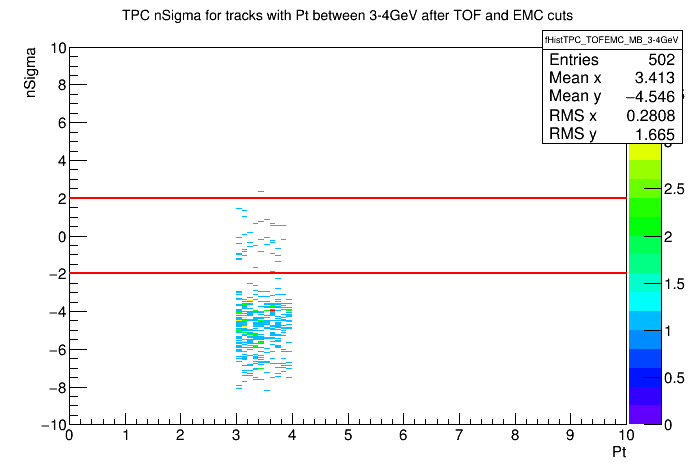 TPC nSigma for tracks with Pt between 3-4GeV after TOF and EMC cuts
fHistTPC_TOFEMC_MB_3-4GeV
Entries 502
Mean x 3.413
Mean y −4.546
RMS x 0.2808
RMS y 1.665
nSigma
10
8
6
4
2
0
−2
−4
−6
−8
−10
0 1 2 3 4 5 6 7 8 9 10
Pt
3
2.5
2
1.5
1
0.5
0